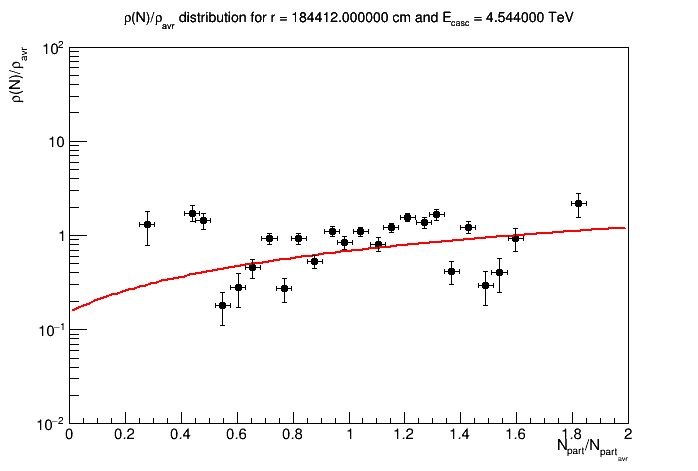 ρ(N)/ρavr distribution for r = 184412.000000 cm and Ecasc = 4.544000 TeV
ρ(N)/ρavr
10²
10
1
10⁻¹
10⁻²
0 0.2 0.4 0.6 0.8 1 1.2 1.4 1.6 1.8 2
Npart/Npartavr